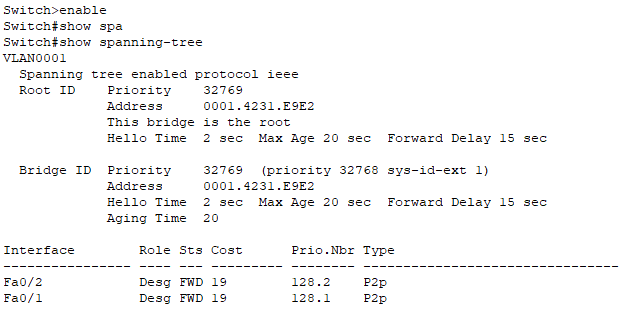 Switch>enable
Switch#show spa
Switch#show spanning-tree
VLAN0001
  Spanning tree enabled protocol ieee
  Root ID    Priority    32769
             Address     0001.4231.E9E2
             This bridge is the root
             Hello Time  2 sec  Max Age 20 sec  Forward Delay 15 sec

  Bridge ID  Priority    32769  (priority 32768 sys-id-ext 1)
             Address     0001.4231.E9E2
             Hello Time  2 sec  Max Age 20 sec  Forward Delay 15 sec
             Aging Time  20

Interface        Role Sts Cost      Prio.Nbr Type
---------------- ---- --- --------- -------- --------------------------------
Fa0/2            Desg FWD 19        128.2    P2p
Fa0/1            Desg FWD 19        128.1    P2p